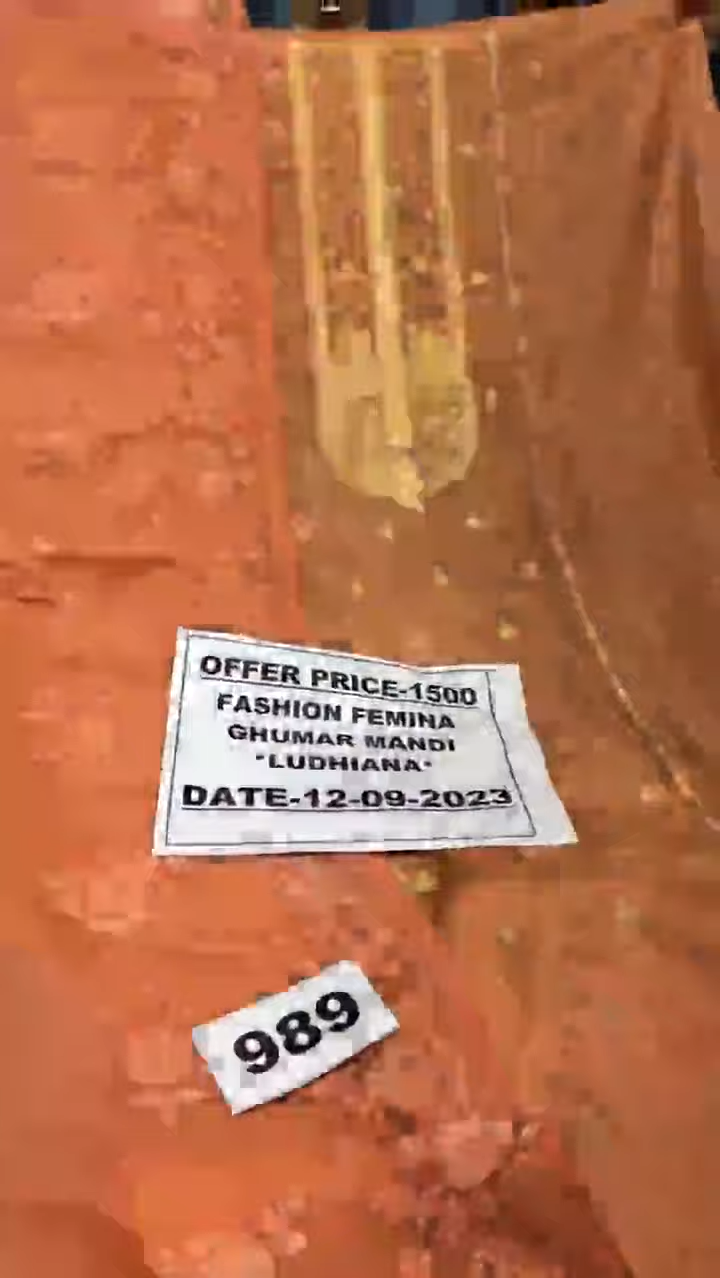 OFFER PRICE-1500
FASHION FEMINA
GHUMAR MANDI
"LUDHIANA"
DATE-12-09-2023
989